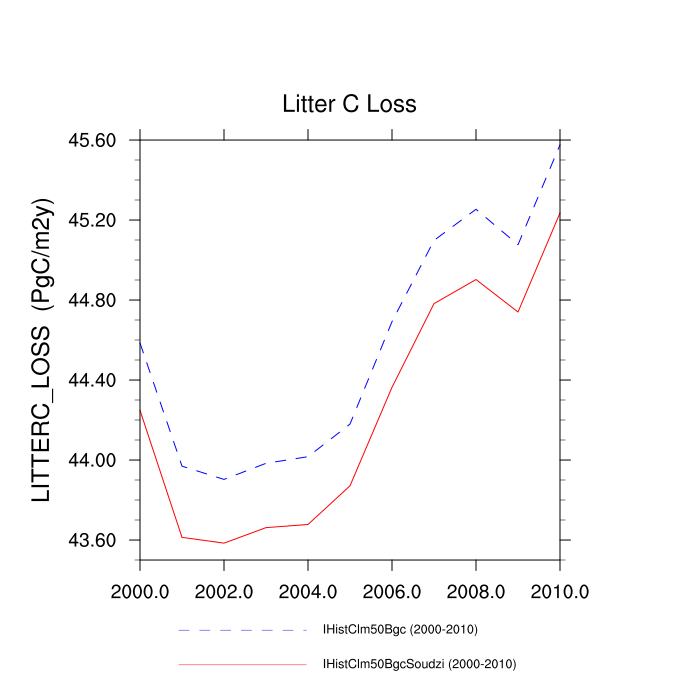 Litter C Loss
LITTERC_LOSS (PgC/m2y)
45.60
45.20
44.80
44.40
44.00
43.60
2000.0 2002.0 2004.0 2006.0 2008.0 2010.0
IHistClm50Bgc (2000-2010)
IHistClm50BgcSoudzi (2000-2010)